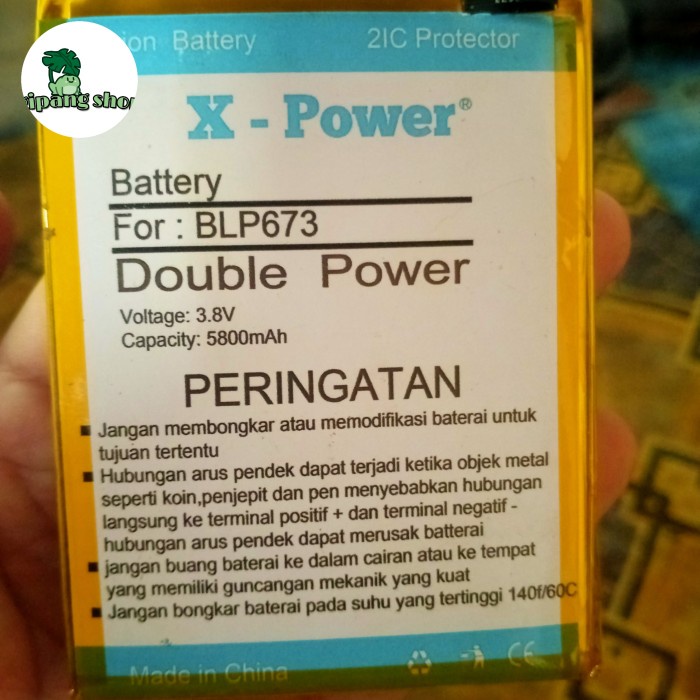 ion Battery 2IC Protector
ripang shop
X - Power®
Battery
For : BLP673
Double Power
Voltage: 3.8V
Capacity: 5800mAh
PERINGATAN
▪ Jangan membongkar atau memodifikasi baterai untuk
tujuan tertentu
▪ Hubungan arus pendek dapat terjadi ketika objek metal
seperti koin,penjepit dan pen menyebabkan hubungan
langsung ke terminal positif + dan terminal negatif -
hubungan arus pendek dapat merusak batterai
▪ jangan buang baterai ke dalam cairan atau ke tempat
yang memiliki guncangan mekanik yang kuat
▪ Jangan bongkar baterai pada suhu yang tertinggi 140f/60C
Made in China CE